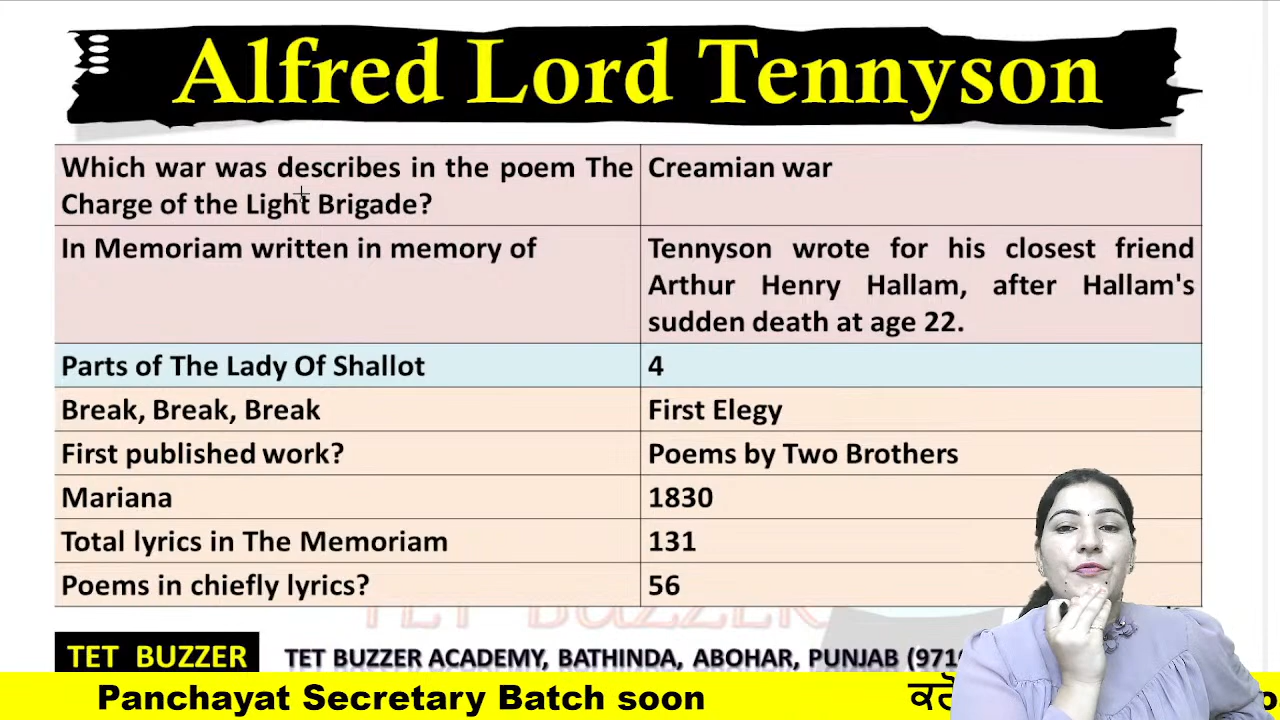 Alfred Lord Tennyson
Which war was describes in the poem The
Charge of the Light Brigade?
Creamian war
In Memoriam written in memory of
Tennyson wrote for his closest friend
Arthur Henry Hallam, after Hallam's
sudden death at age 22.
Parts of The Lady Of Shallot
4
Break, Break, Break
First Elegy
First published work?
Poems by Two Brothers
Mariana
1830
Total lyrics in The Memoriam
131
Poems in chiefly lyrics?
56
TET BUZZER
TET BUZZER
TET BUZZER ACADEMY, BATHINDA, ABOHAR, PUNJAB (971
Panchayat Secretary Batch soon